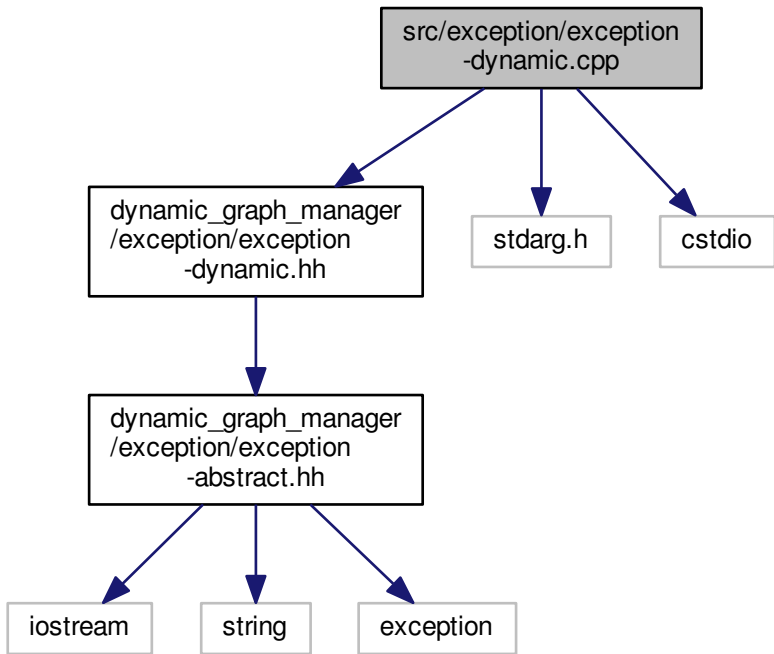 src/exception/exception
-dynamic.cpp
dynamic_graph_manager
/exception/exception
-dynamic.hh
stdarg.h
cstdio
dynamic_graph_manager
/exception/exception
-abstract.hh
iostream
string
exception